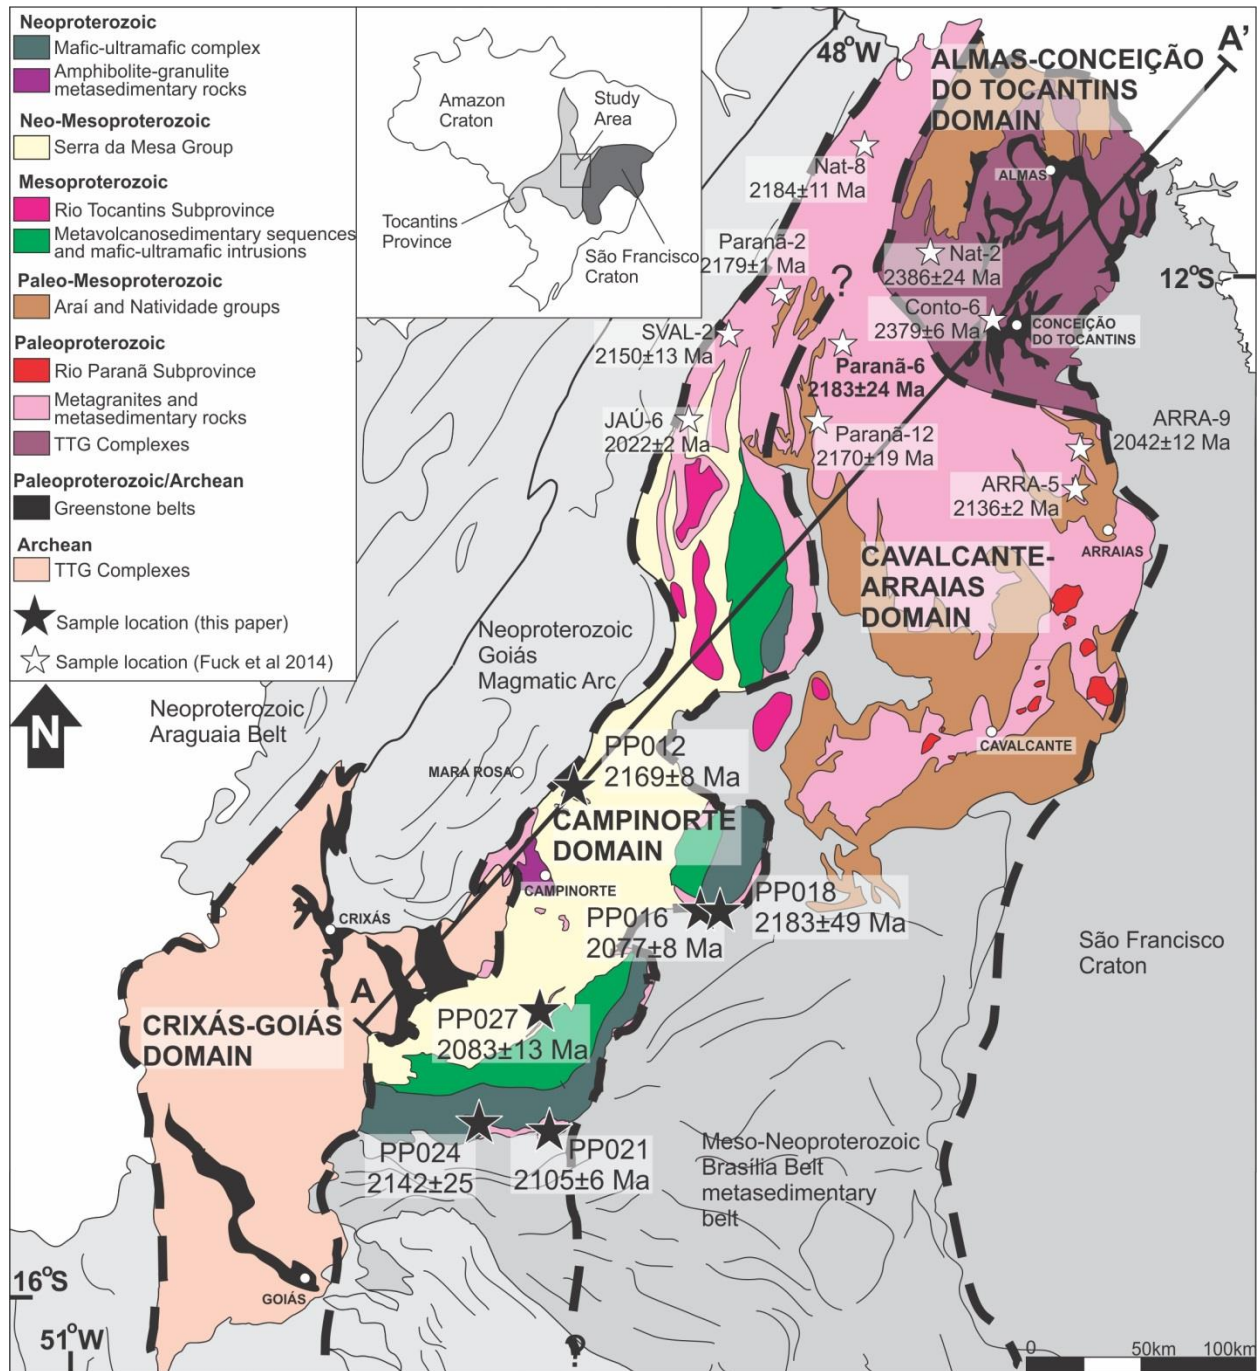 Neoproterozoic
Mafic-ultramafic complex
Amphibolite-granulite
metasedimentary rocks
Neo-Mesoproterozoic
Serra da Mesa Group
Mesoproterozoic
Rio Tocantins Subprovince
Metavolcanosedimentary sequences
and mafic-ultramafic intrusions
Paleo-Mesoproterozoic
Araí and Natividade groups
Paleoproterozoic
Rio Paranã Subprovince
Metagranites and
metasedimentary rocks
TTG Complexes
Paleoproterozoic/Archean
Greenstone belts
Archean
TTG Complexes
Sample location (this paper)
Sample location (Fuck et al 2014)
N
Amazon
Craton
Study
Area
Tocantins
Province
São Francisco
Craton
48°W
A'
ALMAS-CONCEIÇÃO
DO TOCANTINS
DOMAIN
Nat-8
2184±11 Ma
ALMAS
Paranã-2
2179±1 Ma
Nat-2
2386±24 Ma
12°S
?
Conto-6
2379±6 Ma
CONCEIÇÃO
DO TOCANTINS
SVAL-2
2150±13 Ma
Paranã-6
2183±24 Ma
JAÚ-6
2022±2 Ma
Paranã-12
2170±19 Ma
ARRA-9
2042±12 Ma
ARRA-5
2136±2 Ma
ARRAIAS
CAVALCANTE-
ARRAIAS
DOMAIN
Neoproterozoic
Goiás
Magmatic Arc
Neoproterozoic
Araguaia Belt
CAVALCANTE
MARA ROSA
PP012
2169±8 Ma
CAMPINORTE
DOMAIN
CAMPINORTE
PP018
2183±49 Ma
PP016
2077±8 Ma
CRIXÁS
São Francisco
Craton
A
PP027
2083±13 Ma
CRIXÁS-GOIÁS
DOMAIN
PP024
2142±25
PP021
2105±6 Ma
Meso-Neoproterozoic
Brasília Belt
metasedimentary
belt
GOIÁS
16°S
51°W
?
0 50km 100km